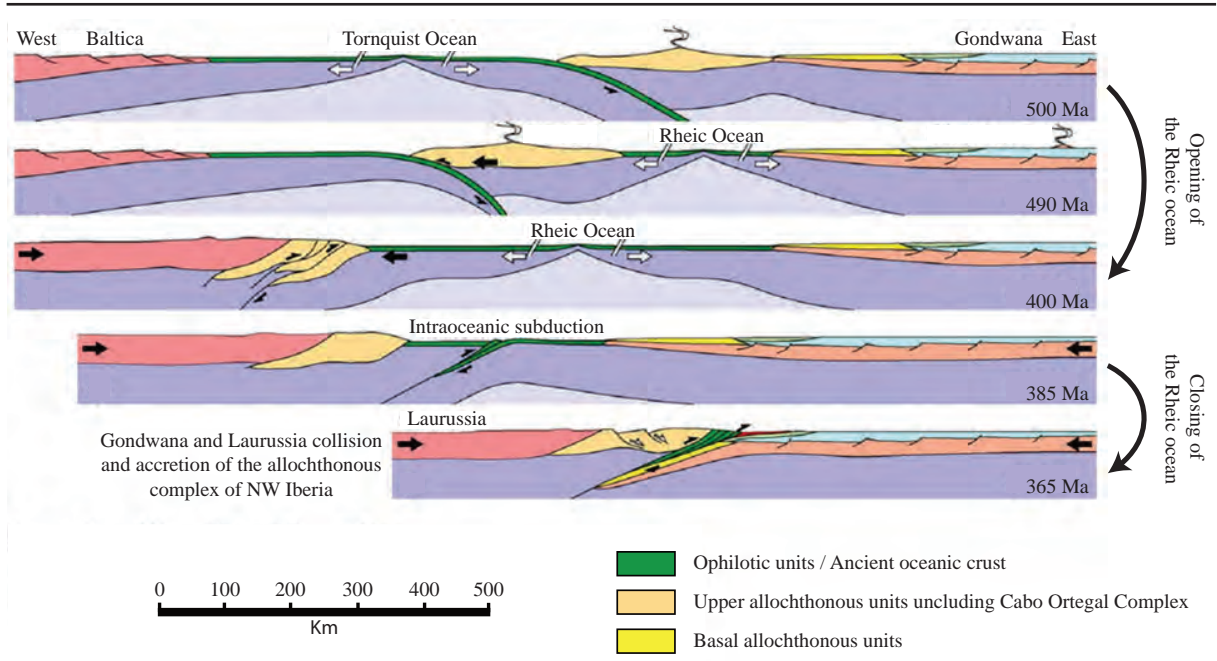 West Baltica Tornquist Ocean Gondwana East
500 Ma
Rheic Ocean
490 Ma
Rheic Ocean
400 Ma
Opening of
the Rheic ocean
Intraoceanic subduction
385 Ma
Laurussia
Gondwana and Laurussia collision
and accretion of the allochthonous
complex of NW Iberia
365 Ma
Closing of
the Rheic ocean
0 100 200 300 400 500
Km
Ophilotic units / Ancient oceanic crust
Upper allochthonous units uncluding Cabo Ortegal Complex
Basal allochthonous units